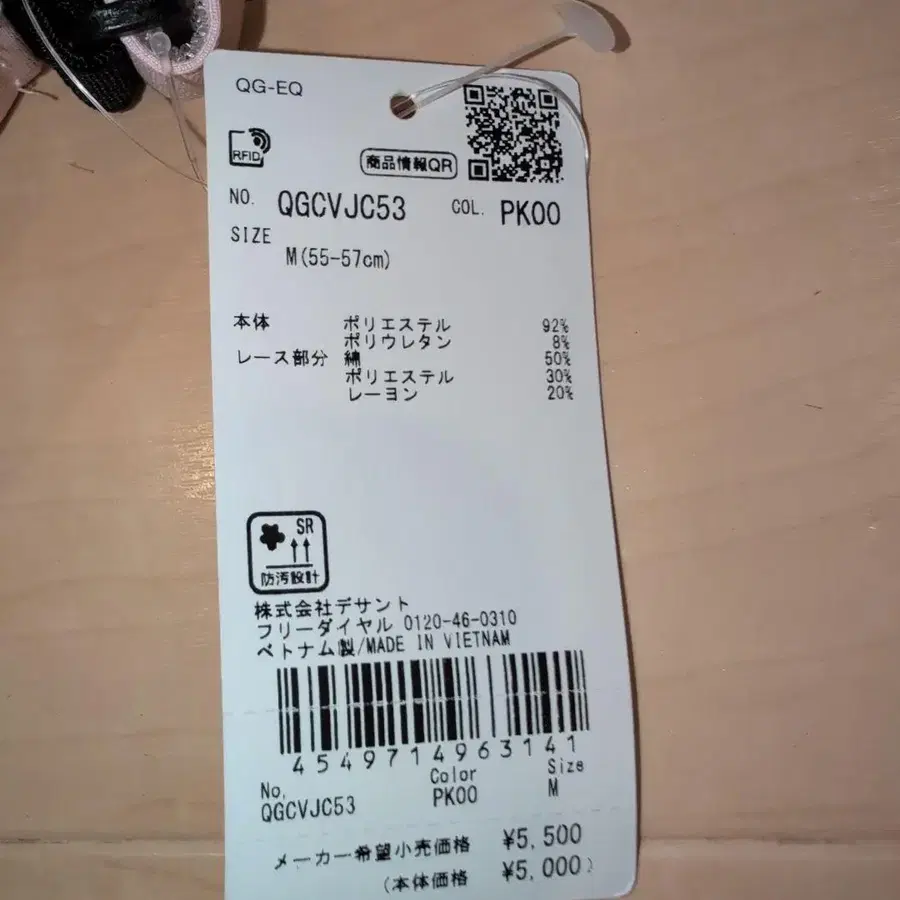 QG-EQ
RFID
商品情報QR
NO. QGCVJC53 COL. PK00
SIZE
M(55-57cm)
本体 ポリエステル 92%
ポリウレタン 8%
レース部分 綿 50%
ポリエステル 30%
レーヨン 20%
SR
防汚設計
株式会社デサント
フリーダイヤル 0120-46-0310
ベトナム製/MADE IN VIETNAM
4549714963141
No. Color Size
QGCVJC53 PK00 M
メーカー希望小売価格 ¥5,500
(本体価格 ¥5,000)